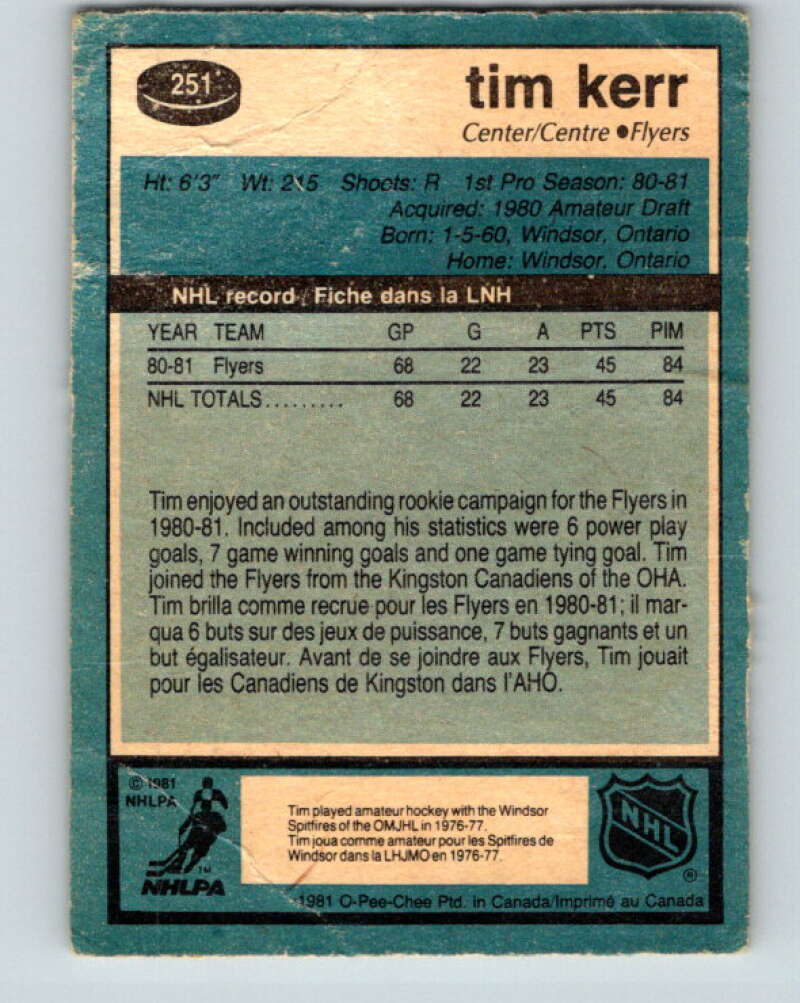 251
tim kerr
Center/Centre ●Flyers
Ht: 6'3" Wt: 215 Shoots: R 1st Pro Season: 80-81
Acquired: 1980 Amateur Draft
Born: 1-5-60, Windsor, Ontario
Home: Windsor, Ontario
NHL record / Fiche dans la LNH
YEAR TEAM GP G A PTS PIM
80-81 Flyers 68 22 23 45 84
NHL TOTALS......... 68 22 23 45 84
Tim enjoyed an outstanding rookie campaign for the Flyers in
1980-81. Included among his statistics were 6 power play
goals, 7 game winning goals and one game tying goal. Tim
joined the Flyers from the Kingston Canadiens of the OHA.
Tim brilla comme recrue pour les Flyers en 1980-81; il mar-
qua 6 buts sur des jeux de puissance, 7 buts gagnants et un
but égalisateur. Avant de se joindre aux Flyers, Tim jouait
pour les Canadiens de Kingston dans l'AHO.
© 1981
NHLPA
TM
NHLPA
Tim played amateur hockey with the Windsor
Spitfires of the OMJHL in 1976-77.
Tim joua comme amateur pour les Spitfires de
Windsor dans la LHJMO en 1976-77.
NHL
®
1981 O-Pee-Chee Ptd. in Canada/Imprimé au Canada